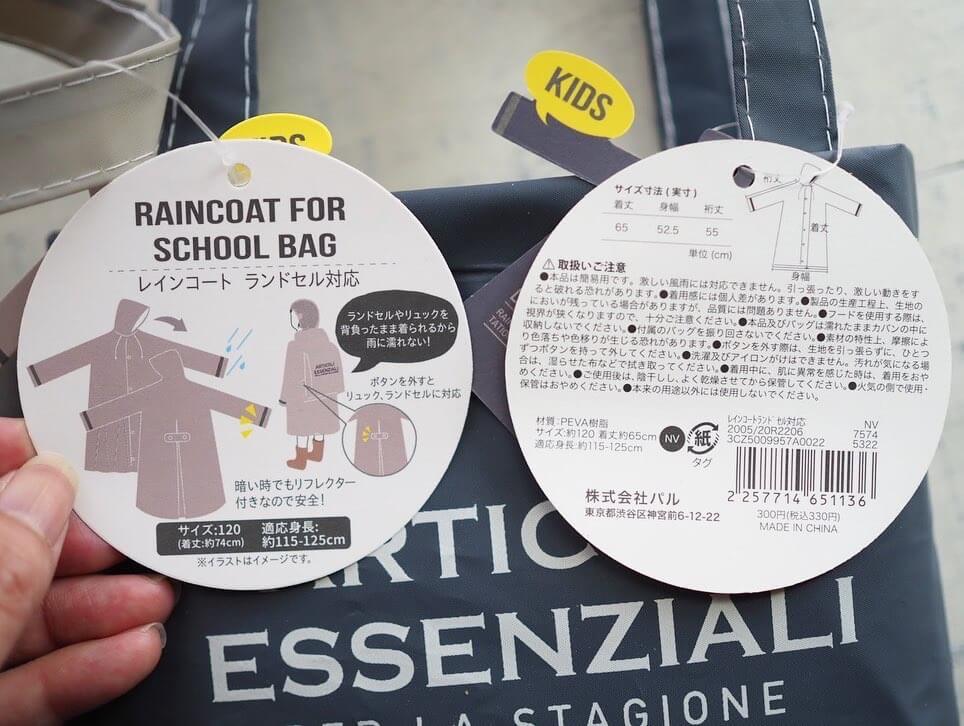 KIDS
RAINCOAT FOR
SCHOOL BAG
レインコート ランドセル対応
ランドセルやリュックを
背負ったまま着られるから
雨に濡れない!
ARTICOLI
ESSENZIALI
ボタンを外すと
リュック、ランドセルに対応
暗い時でもリフレクター
付きなので安全!
サイズ:120
(着丈:約74cm)
適応身長:
約115-125cm
※イラストはイメージです。
KIDS
サイズ寸法(実寸)
着丈 身幅 裄丈
65 52.5 55
単位(cm)
裄丈
着丈
身幅
⚠取扱いご注意
●本品は簡易用です。激しい風雨には対応できません。引っ張ったり、激しい動きをす
ると破れる恐れがあります。●着用感には個人差があります。●製品の生産工程上、生地の
においが残っている場合がありますが、品質には問題ありません。●フードを使用する際は、
視界が狭くなりますので、十分ご注意ください。●本品及びバッグは濡れたままカバンの中に
収納しないでください。●付属のバッグを振り回さないでください。●素材の特性上、摩擦によ
り色落ちや色移りが生じる恐れがあります。●ボタンを外す際、生地を引っ張らずに、ひとつ
ずつボタンを持って外してください。●洗濯及びアイロンがけはできません。汚れが気になる場
合は、湿らせた布などで拭き取ってください。●着用中に、肌に異常を感じた時は、着用をおや
めください。●ご使用後は、陰干しし、よく乾燥させてから保管してください。●火気の側で使用・
保管はおやめください。●本来の用途以外には使用しないでください。
材質:PEVA樹脂
サイズ:約120 着丈約65cm
適応身長:約115-125cm
NV
紙
タグ
レインコートランドセル対応 NV
2005/20R2206 7574
3CZ5009957A0022 5322
2 257714 651136
300円(税込330円)
MADE IN CHINA
株式会社パル
東京都渋谷区神宮前6-12-22
ARTICO
ESSENZIALI
PER LA STAGIONE